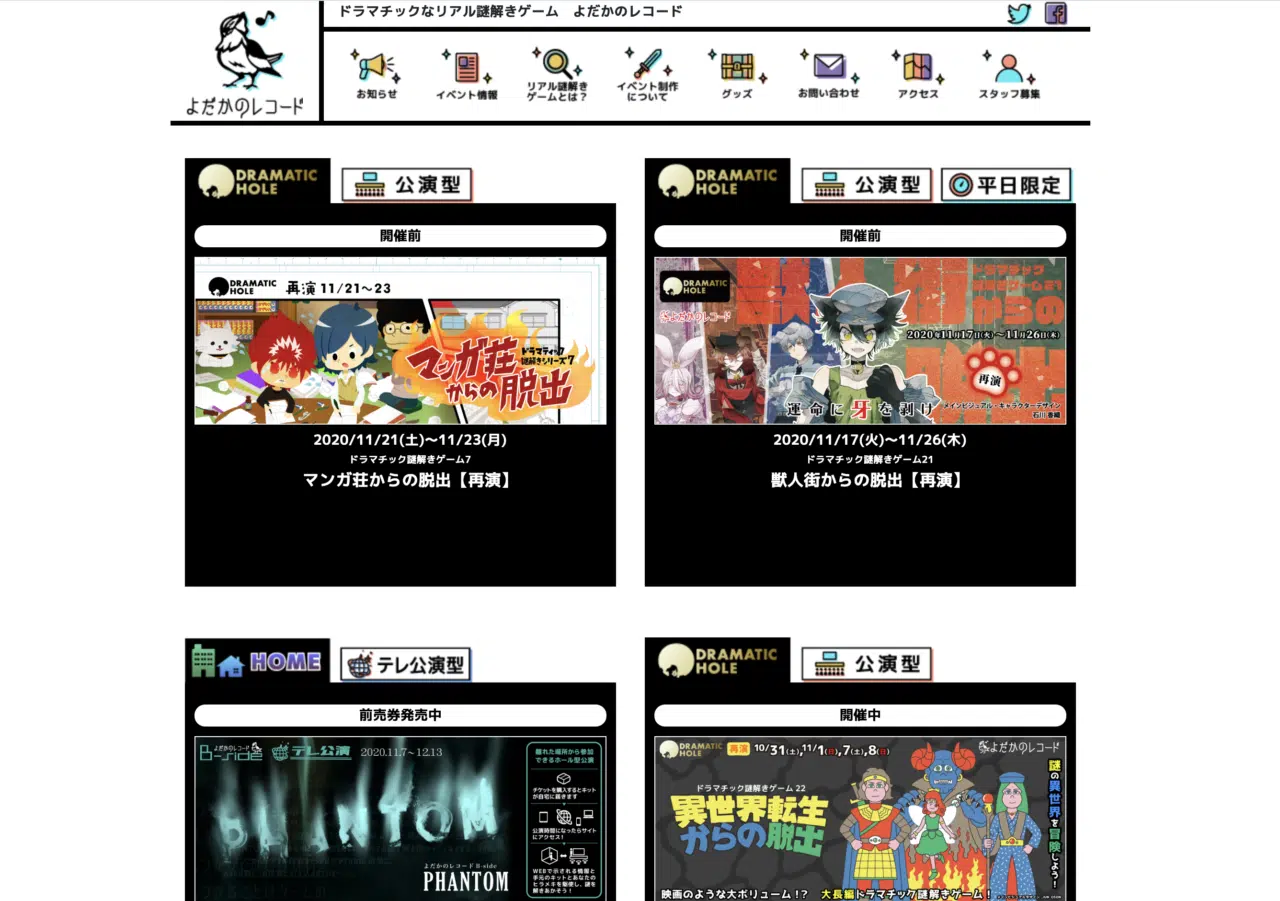 ドラマチックなリアル謎解きゲーム　よだかのレコード
よだかのレコード
お知らせ
イベント情報
リアル謎解き
ゲームとは？
イベント制作
について
グッズ
お問い合わせ
アクセス
スタッフ募集
DRAMATIC
HOLE
公演型
開催前
DRAMATIC
HOLE
再演 11/21〜23
マンガ荘
からの脱出
ドラマティック
謎解きシリーズ7
2020/11/21(土)〜11/23(月)
ドラマチック謎解きゲーム7
マンガ荘からの脱出【再演】
DRAMATIC
HOLE
公演型
平日限定
開催前
DRAMATIC
HOLE
よだかのレコード
ドラマチック
謎解きゲーム21
からの
2020年11月17日(火)〜11月26日(木)
再演
運命に牙を剥け
メインビジュアル・キャラクターデザイン
石川香織
2020/11/17(火)〜11/26(木)
ドラマチック謎解きゲーム21
獣人街からの脱出【再演】
HOME
テレ公演型
前売券発売中
よだかのレコード
B-side
テレ公演
2020.11.7〜12.13
離れた場所から参加
できるホール型公演
チケットを購入するとキット
が自宅に届きます
公演時間になったらサイト
にアクセス！
WEBで示される情報と
手元のキットとあなたの
ヒラメキを駆使し、謎を
解きあかそう！
PHANTOM
よだかのレコード B-side
PHANTOM
DRAMATIC
HOLE
公演型
開催中
DRAMATIC
HOLE
再演
10/31(土),11/1(日),7(土),8(日)
よだかのレコード
ドラマチック謎解きゲーム 22
異世界転生
からの脱出
謎の異世界を冒険しよう！
映画のような大ボリューム！？　大長編ドラマチック謎解きゲーム！